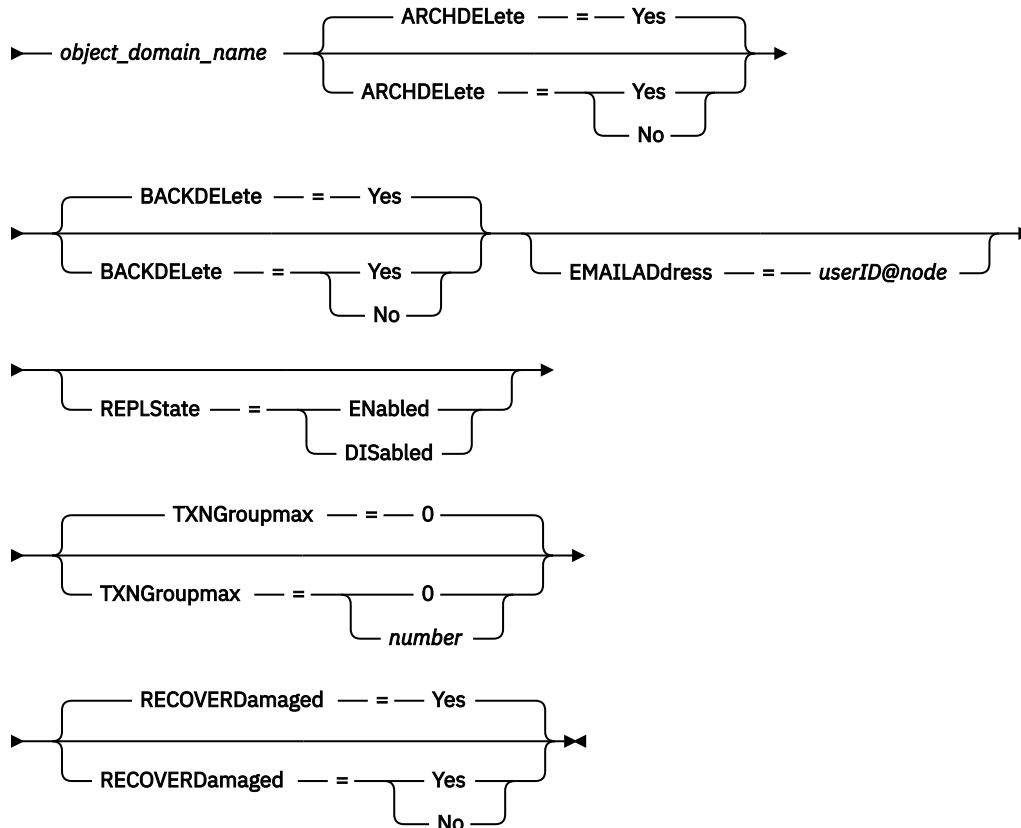 ARCHDELete = Yes
object_domain_name
ARCHDELete = Yes
No
BACKDELete = Yes
BACKDELete = Yes
No
EMAILADdress = userID@node
REPLState = ENabled
DISabled
TXNGroupmax = 0
TXNGroupmax = 0
number
RECOVERDamaged = Yes
RECOVERDamaged = Yes
No